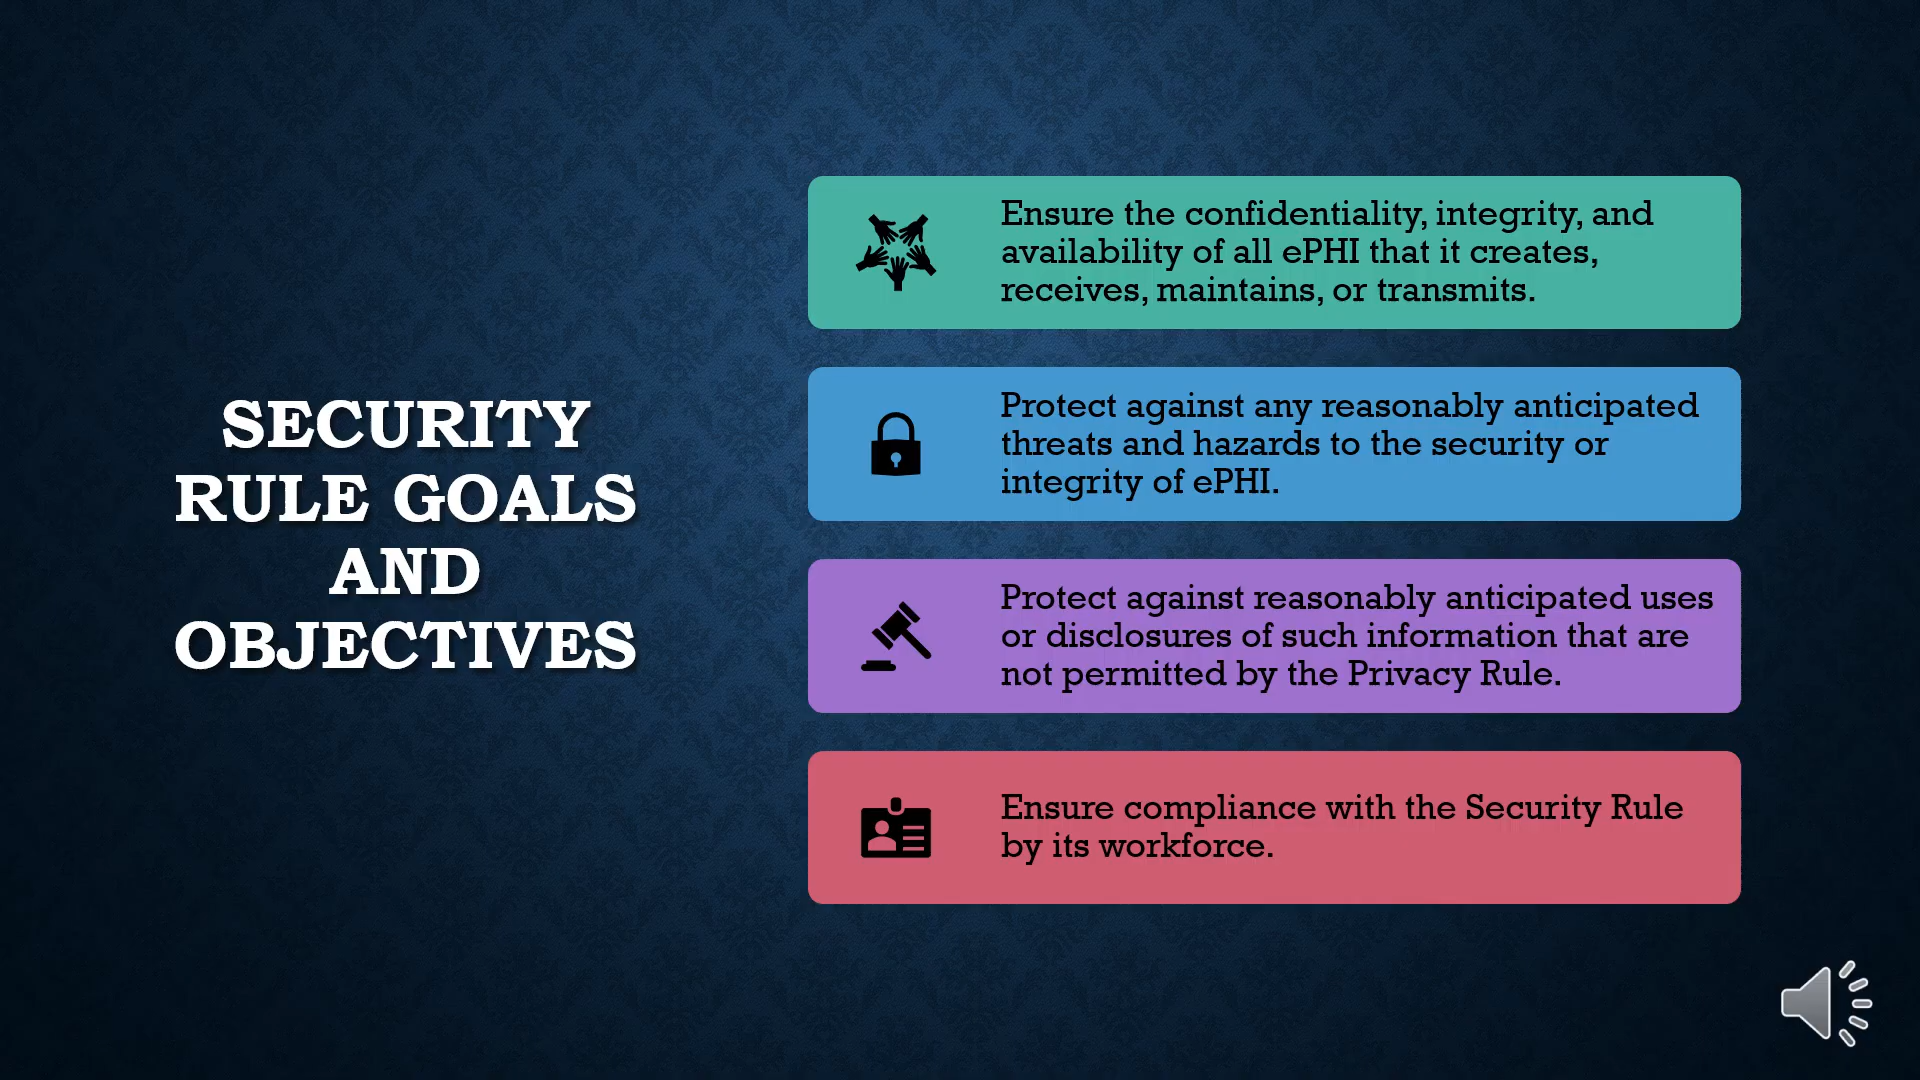 SECURITY
RULE GOALS
AND
OBJECTIVES
Ensure the confidentiality, integrity, and
availability of all ePHI that it creates,
receives, maintains, or transmits.
Protect against any reasonably anticipated
threats and hazards to the security or
integrity of ePHI.
Protect against reasonably anticipated uses
or disclosures of such information that are
not permitted by the Privacy Rule.
Ensure compliance with the Security Rule
by its workforce.